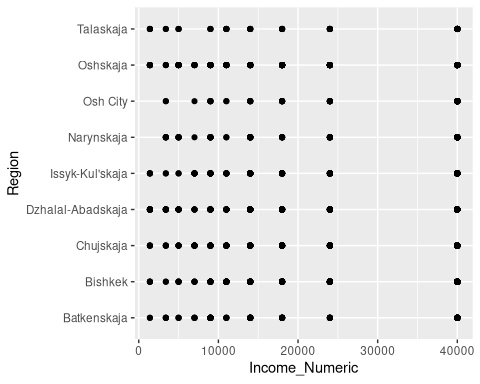 Talaskaja
Oshskaja
Osh City
Narynskaja
Issyk-Kul'skaja
Dzhalal-Abadskaja
Chujskaja
Bishkek
Batkenskaja
Region
0 10000 20000 30000 40000
Income_Numeric